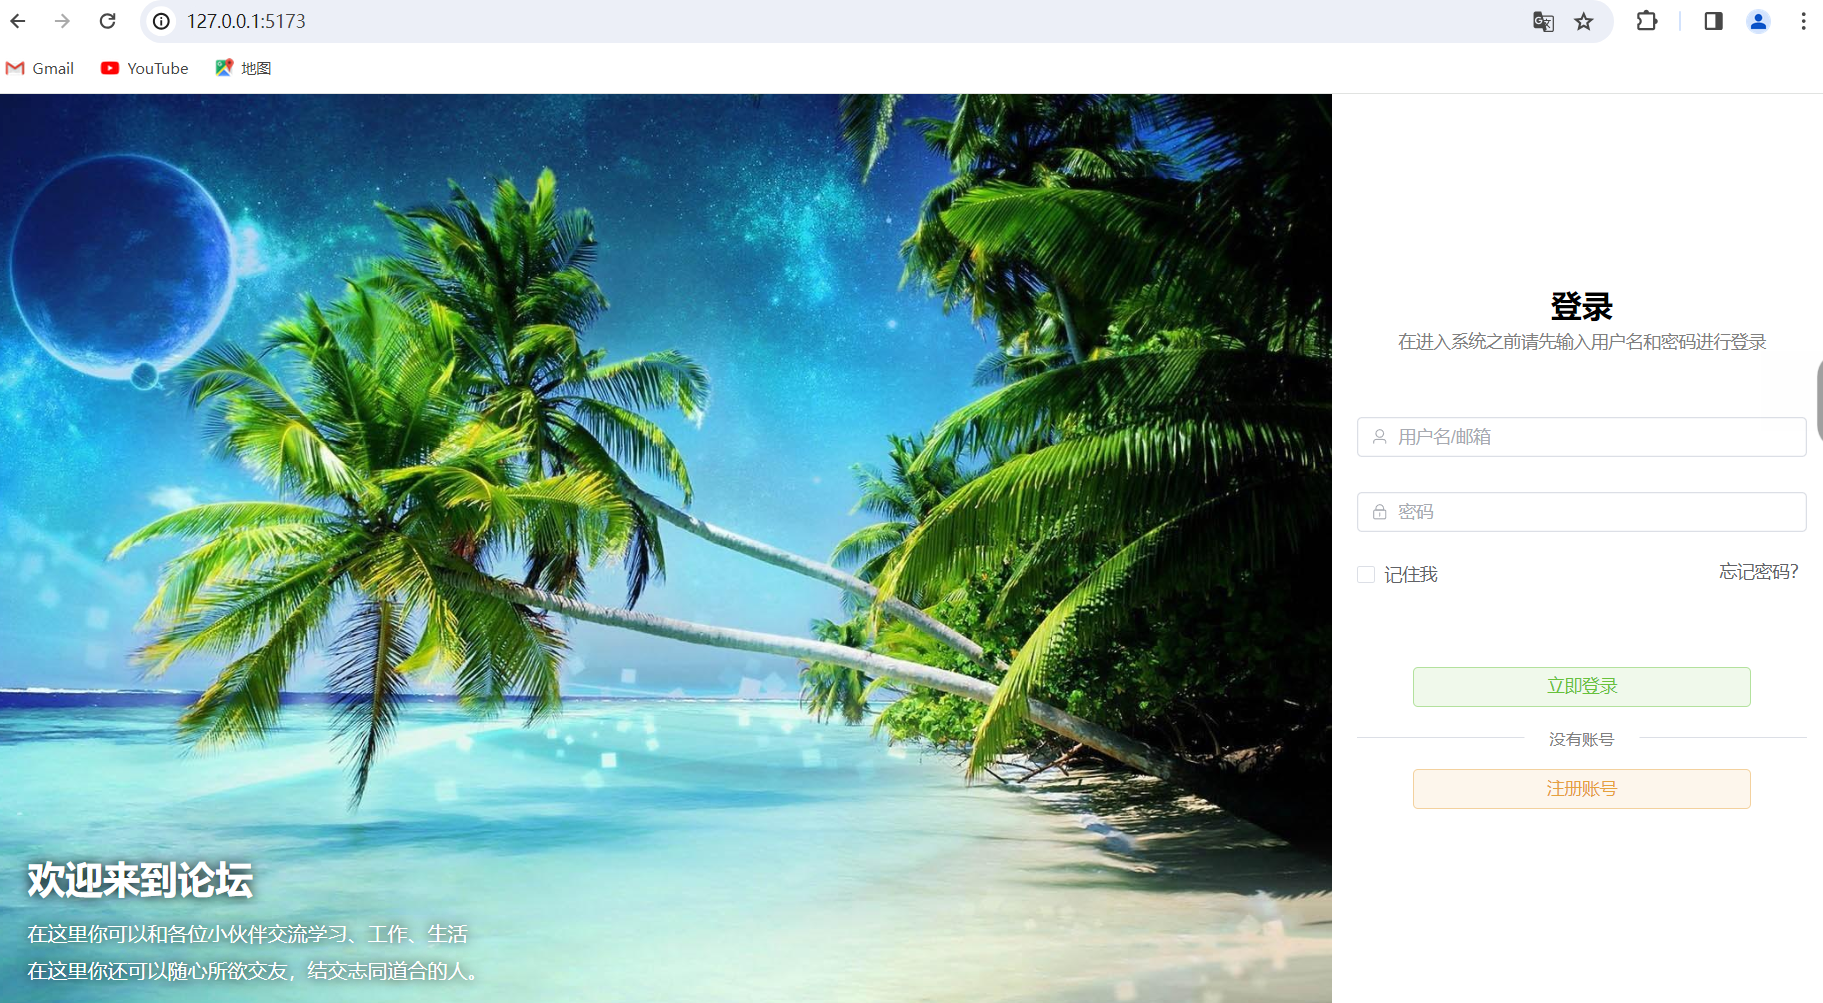 127.0.0.1:5173
Gmail YouTube 地图
登录
在进入系统之前请先输入用户名和密码进行登录
用户名/邮箱
密码
记住我 忘记密码?
立即登录
没有账号
注册账号
欢迎来到论坛
在这里你可以和各位小伙伴交流学习、工作、生活
在这里你还可以随心所欲交友，结交志同道合的人。